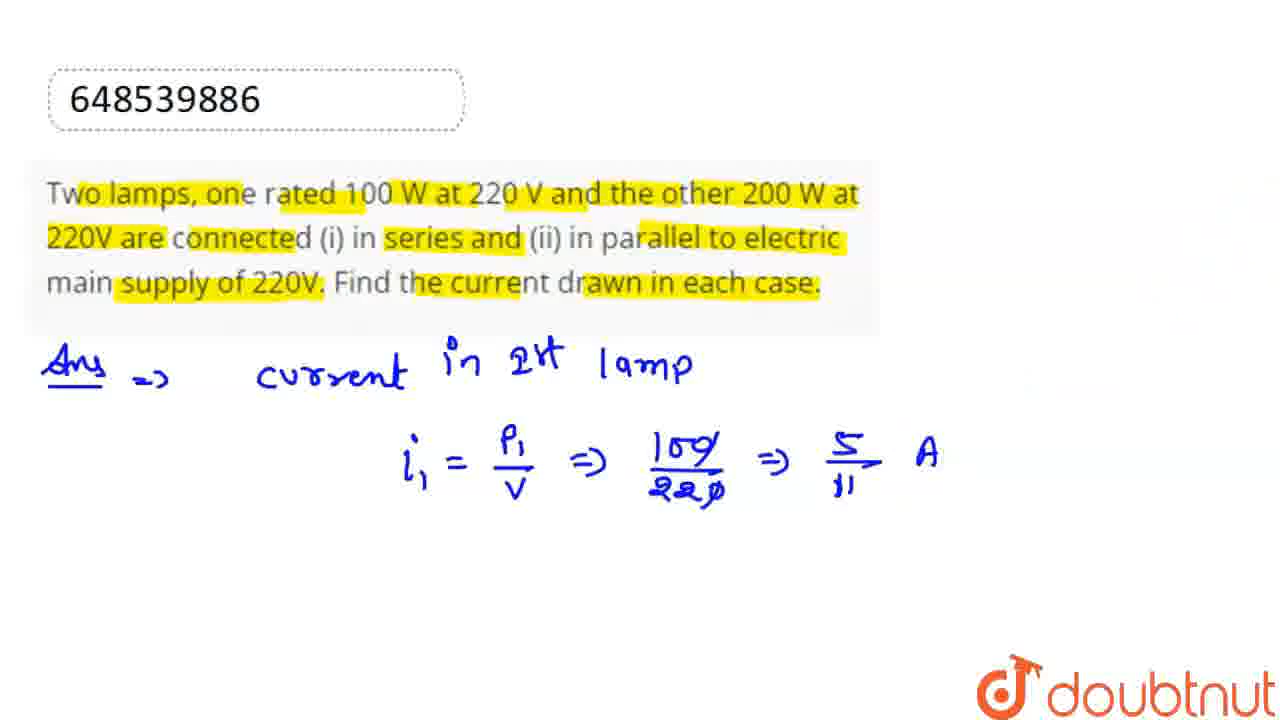 648539886
Two lamps, one rated 100 W at 220 V and the other 200 W at
220V are connected (i) in series and (ii) in parallel to electric
main supply of 220V. Find the current drawn in each case.
Ans => current in 1st lamp
i₁ = P₁/V => 100/220 => 5/11 A
doubtnut